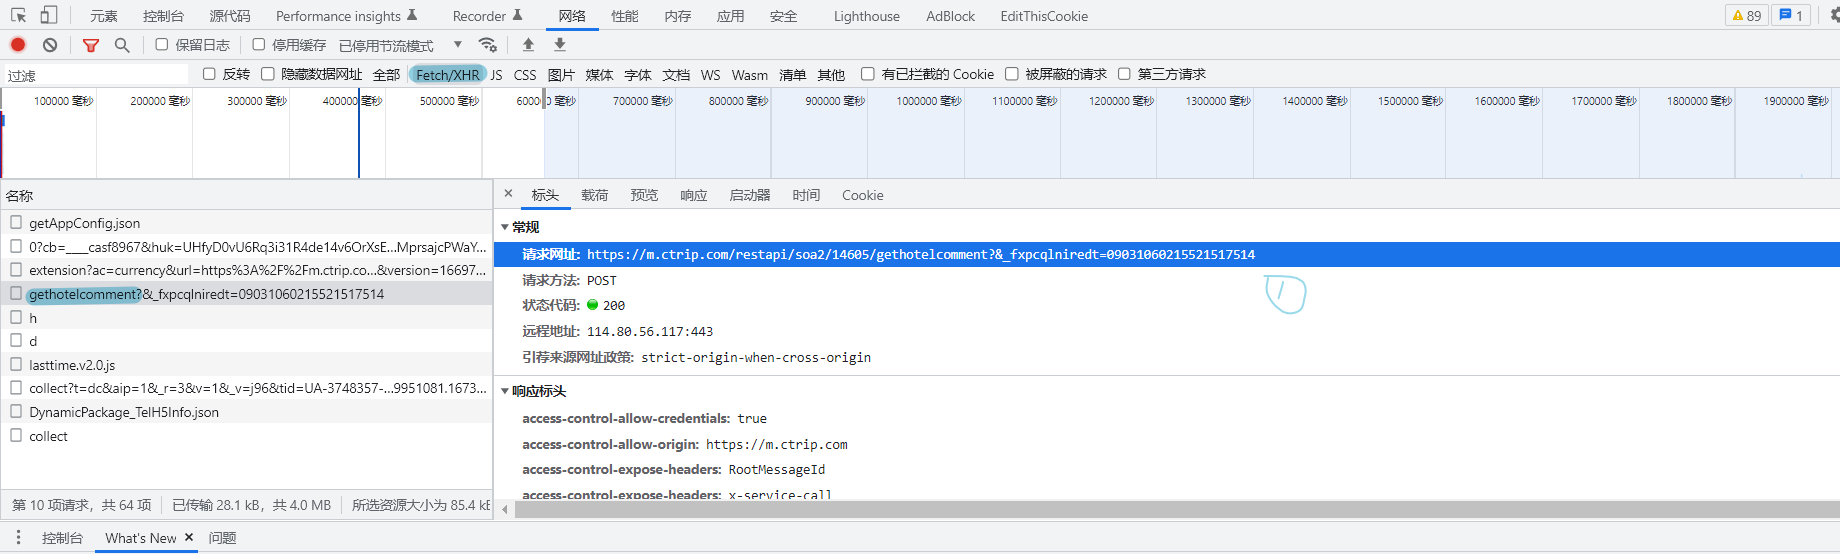 元素 控制台 源代码 Performance insights Recorder 网络 性能 内存 应用 安全 Lighthouse AdBlock EditThisCookie 89 1
保留日志 停用缓存 已停用节流模式
过滤 反转 隐藏数据网址 全部 Fetch/XHR JS CSS 图片 媒体 字体 文档 WS Wasm 清单 其他 有已拦截的 Cookie 被屏蔽的请求 第三方请求
100000 毫秒 200000 毫秒 300000 毫秒 400000 毫秒 500000 毫秒 600000 毫秒 700000 毫秒 800000 毫秒 900000 毫秒 1000000 毫秒 1100000 毫秒 1200000 毫秒 1300000 毫秒 1400000 毫秒 1500000 毫秒 1600000 毫秒 1700000 毫秒 1800000 毫秒 1900000 毫秒
名称
getAppConfig.json
0?cb=____casf8967&huk=UHfyD0vU6Rq3i31R4de14v6OrXsE...MprsajcPWaY...
extension?ac=currency&url=https%3A%2F%2Fm.ctrip.co...&version=16697...
gethotelcomment?&_fxpcqlniredt=09031060215521517514
h
d
lasttime.v2.0.js
collect?t=dc&aip=1&_r=3&v=1&_v=j96&tid=UA-3748357-...9951081.1673...
DynamicPackage_TelH5Info.json
collect
第 10 项请求，共 64 项 已传输 28.1 kB，共 4.0 MB 所选资源大小为 85.4 kB
× 标头 载荷 预览 响应 启动器 时间 Cookie
常规
请求网址: https://m.ctrip.com/restapi/soa2/14605/gethotelcomment?&_fxpcqlniredt=09031060215521517514
请求方法: POST
1
状态代码: 200
远程地址: 114.80.56.117:443
引荐来源网址政策: strict-origin-when-cross-origin
响应标头
access-control-allow-credentials: true
access-control-allow-origin: https://m.ctrip.com
access-control-expose-headers: RootMessageId
access-control-expose-headers: x-service-call
控制台 What's New × 问题